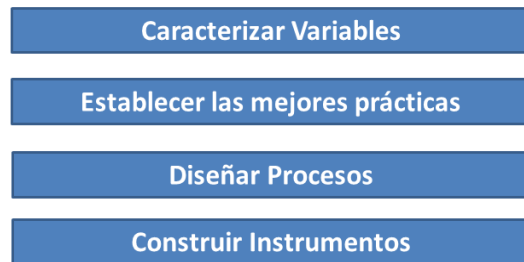 Caracterizar Variables
Establecer las mejores prácticas
Diseñar Procesos
Construir Instrumentos